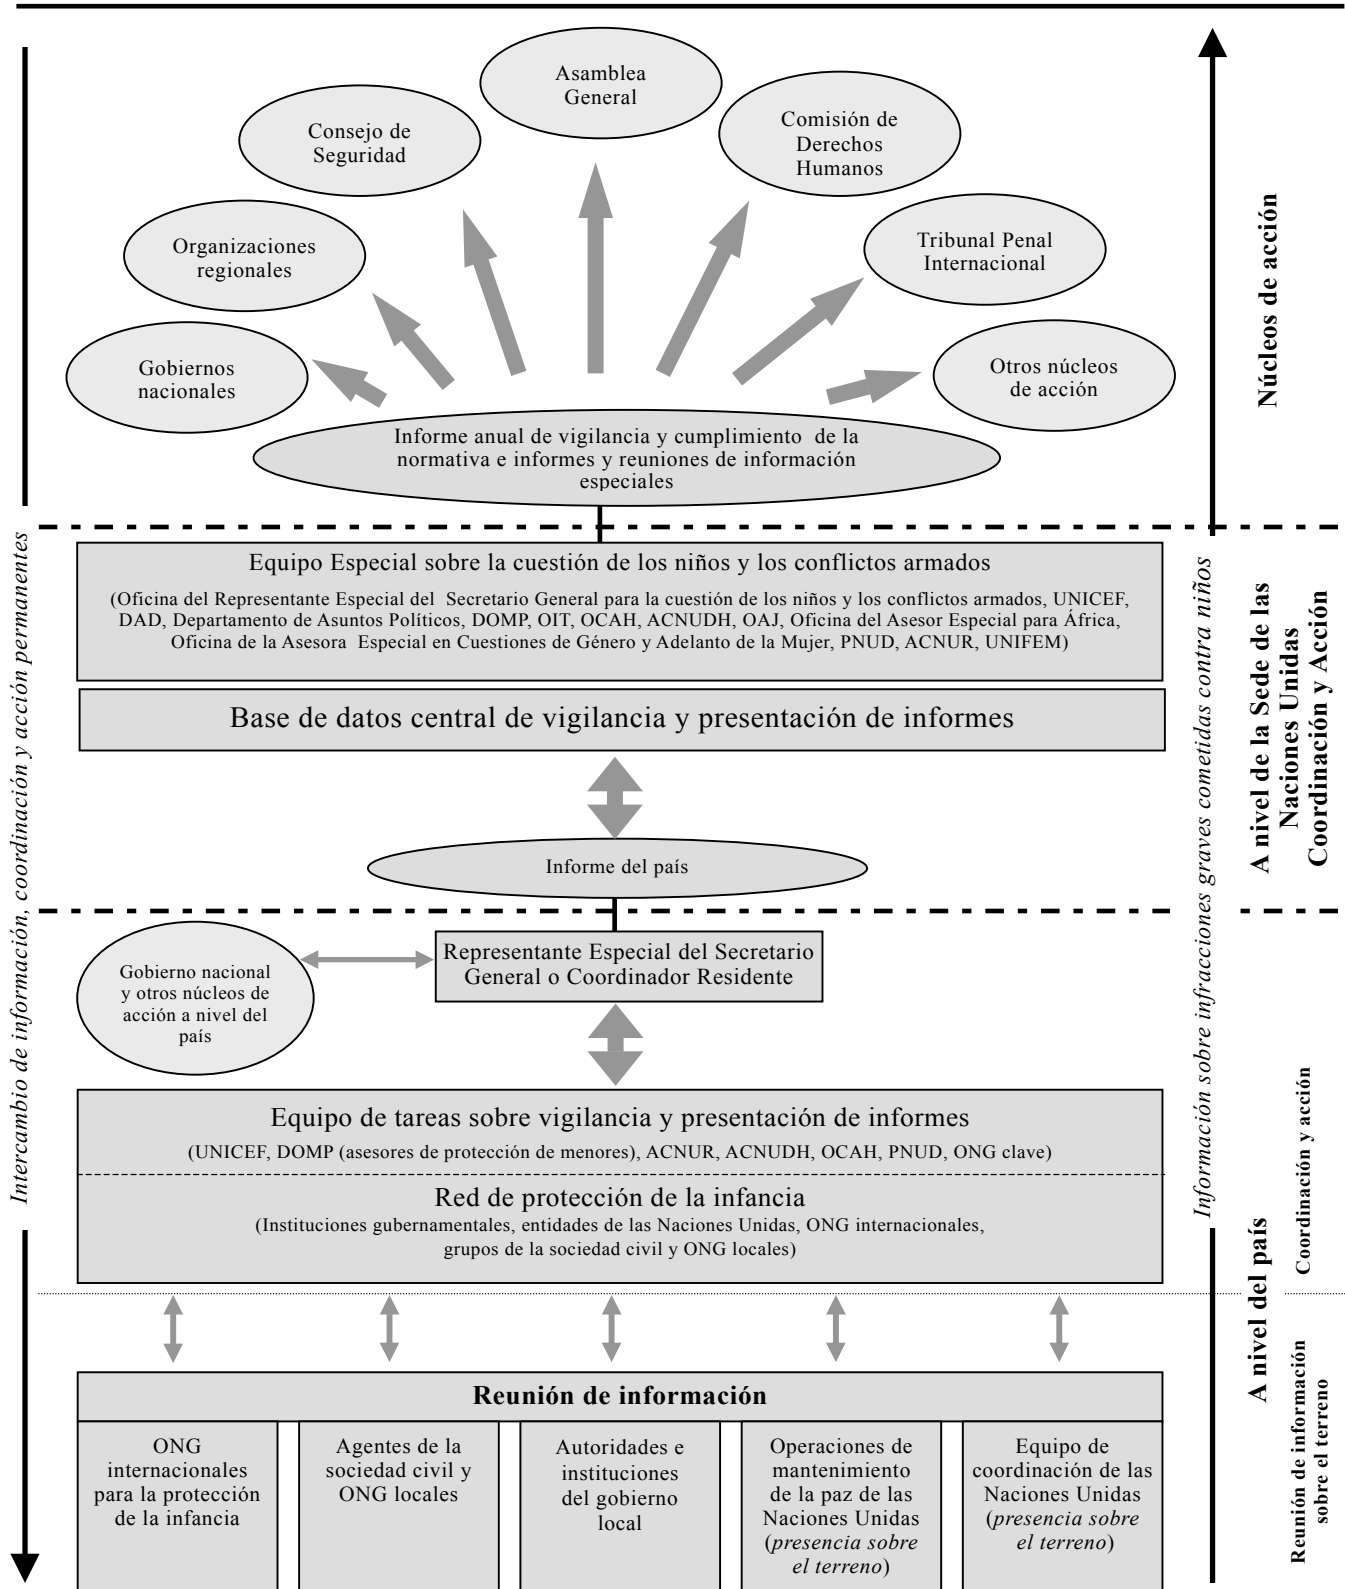 Asamblea
General
Consejo de
Seguridad
Comisión de
Derechos
Humanos
Organizaciones
regionales
Tribunal Penal
Internacional
Gobiernos
nacionales
Otros núcleos
de acción
Informe anual de vigilancia y cumplimiento de la
normativa e informes y reuniones de información
especiales
Núcleos de acción
Equipo Especial sobre la cuestión de los niños y los conflictos armados
(Oficina del Representante Especial del Secretario General para la cuestión de los niños y los conflictos armados, UNICEF,
DAD, Departamento de Asuntos Políticos, DOMP, OIT, OCAH, ACNUDH, OAJ, Oficina del Asesor Especial para África,
Oficina de la Asesora Especial en Cuestiones de Género y Adelanto de la Mujer, PNUD, ACNUR, UNIFEM)
Base de datos central de vigilancia y presentación de informes
Informe del país
A nivel de la Sede de las
Naciones Unidas
Coordinación y Acción
Intercambio de información, coordinación y acción permanentes
Información sobre infracciones graves cometidas contra niños
Representante Especial del Secretario
General o Coordinador Residente
Gobierno nacional
y otros núcleos de
acción a nivel del
país
Equipo de tareas sobre vigilancia y presentación de informes
(UNICEF, DOMP (asesores de protección de menores), ACNUR, ACNUDH, OCAH, PNUD, ONG clave)
Red de protección de la infancia
(Instituciones gubernamentales, entidades de las Naciones Unidas, ONG internacionales,
grupos de la sociedad civil y ONG locales)
A nivel del país
Coordinación y acción
Reunión de información
sobre el terreno
Reunión de información
ONG
internacionales
para la protección
de la infancia
Agentes de la
sociedad civil y
ONG locales
Autoridades e
instituciones
del gobierno
local
Operaciones de
mantenimiento
de la paz de las
Naciones Unidas
(presencia sobre
el terreno)
Equipo de
coordinación de las
Naciones Unidas
(presencia sobre
el terreno)